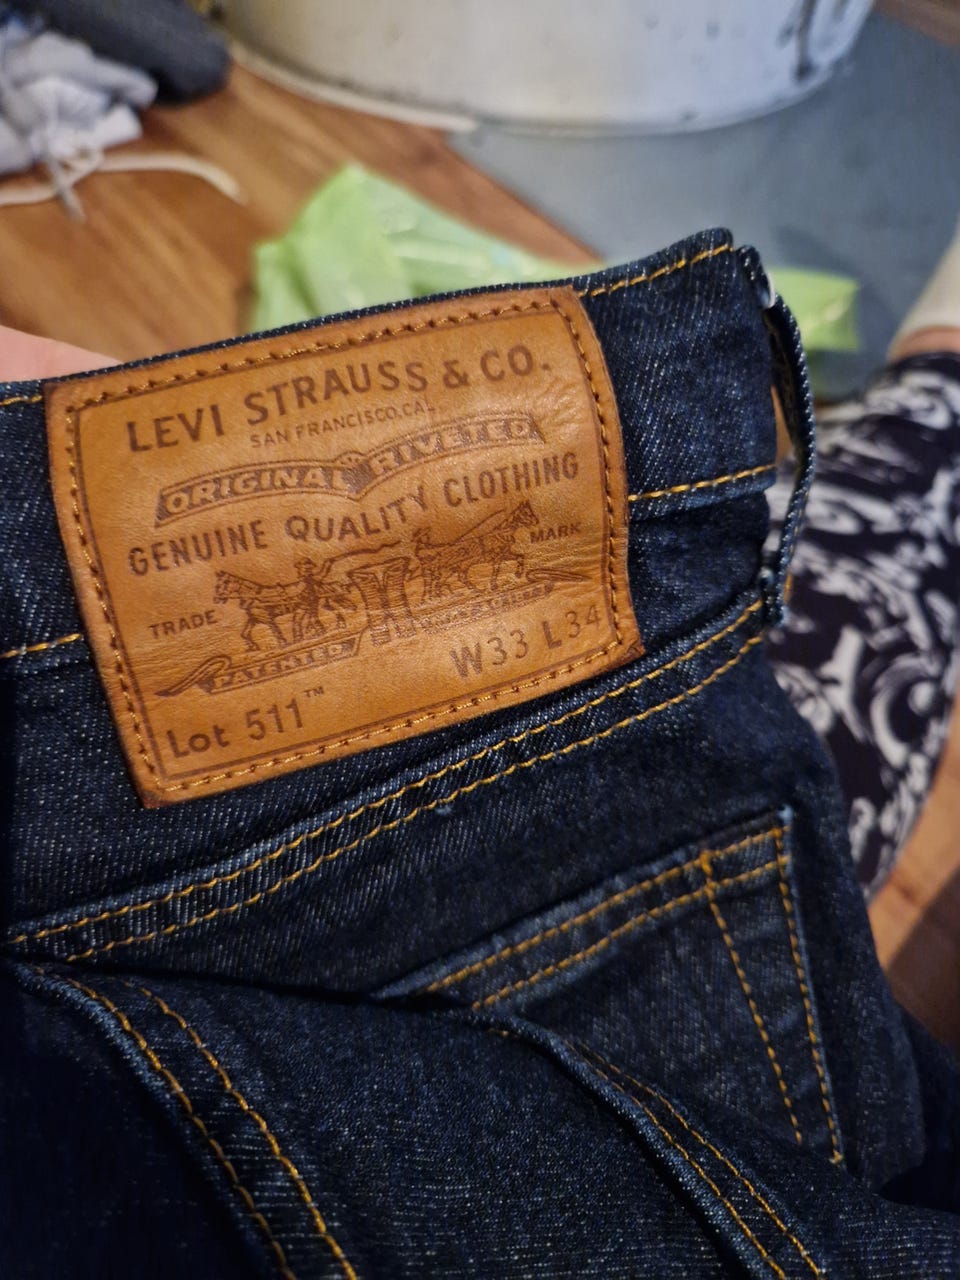 LEVI STRAUSS & CO.
SAN FRANCISCO.CAL.
ORIGINAL RIVETED
GENUINE QUALITY CLOTHING
TRADE MARK
PATENTED
W33 L34
Lot 511™